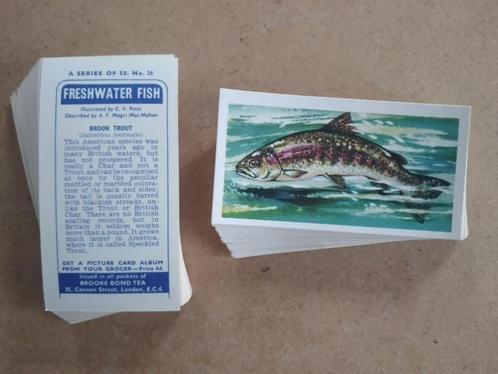 A SERIES OF 50, No. 26
FRESHWATER FISH
Illustrated by E. V. Petts
Described by A. F. Magri MacMahon
BROOK TROUT
(Salvelinus fontinalis)
This American species was
introduced years ago in
many British waters, but
has not prospered. It is
really a Char and not a
Trout, and can be recognised
at once by the peculiar
mottled or marbled colora-
tion of its back and sides;
the tail is usually barred
with blackish streaks, un-
like the Trout or British
Char. There are no British
angling records, but in
Britain it seldom weighs
more than a pound. It grows
much larger in America,
where it is called Speckled
Trout.
GET A PICTURE CARD ALBUM
FROM YOUR GROCER—Price 6d.
Issued in all packets of
BROOKE BOND TEA
35, Cannon Street, London, E.C.4.